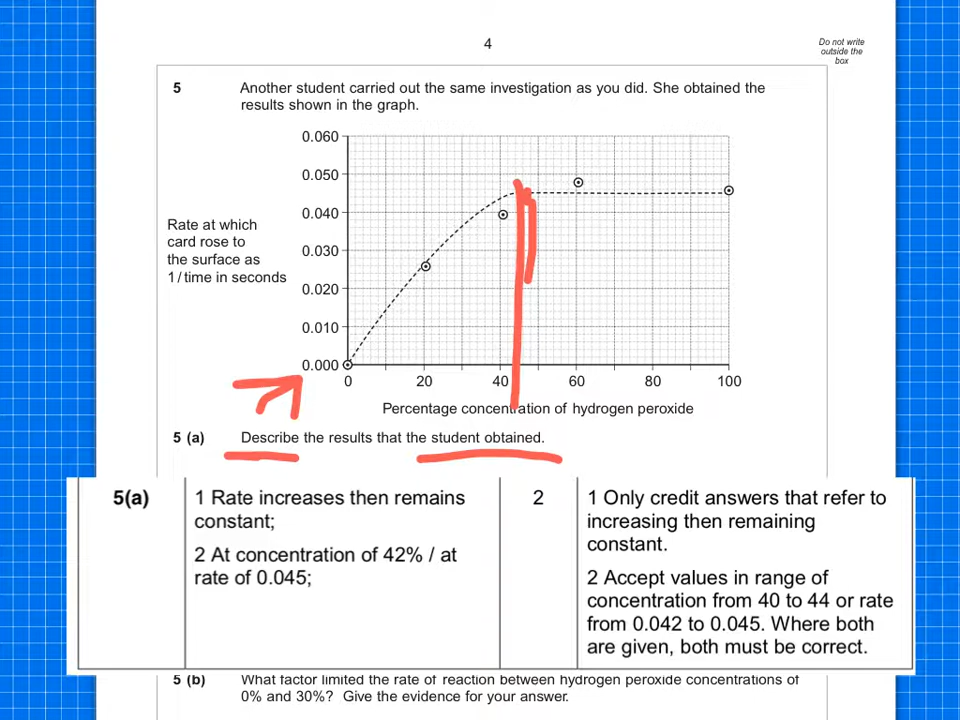 4
Do not write
outside the
box
5 Another student carried out the same investigation as you did. She obtained the
results shown in the graph.
0.060
0.050
0.040
0.030
0.020
0.010
0.000
Rate at which
card rose to
the surface as
1/time in seconds
0 20 40 60 80 100
Percentage concentration of hydrogen peroxide
5 (a) Describe the results that the student obtained.
5(a)
1 Rate increases then remains
constant;
2 At concentration of 42% / at
rate of 0.045;
2
1 Only credit answers that refer to
increasing then remaining
constant.
2 Accept values in range of
concentration from 40 to 44 or rate
from 0.042 to 0.045. Where both
are given, both must be correct.
5 (b) What factor limited the rate of reaction between hydrogen peroxide concentrations of
0% and 30%? Give the evidence for your answer.